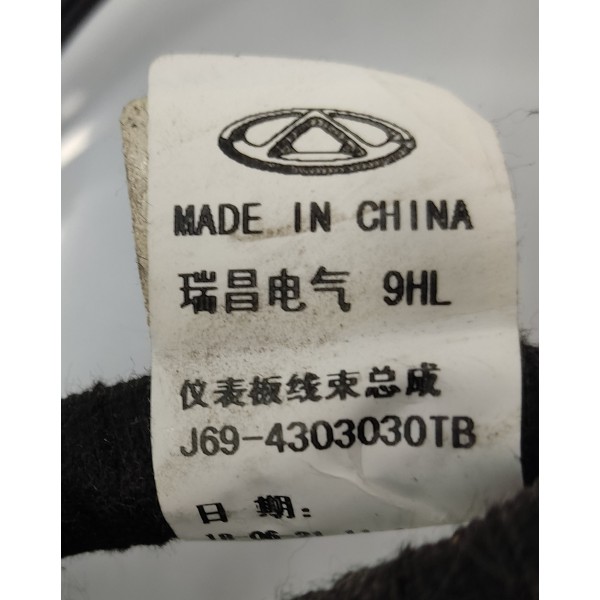 MADE IN CHINA
瑞昌电气 9HL
仪表板线束总成
J69-4303030TB
日 期: